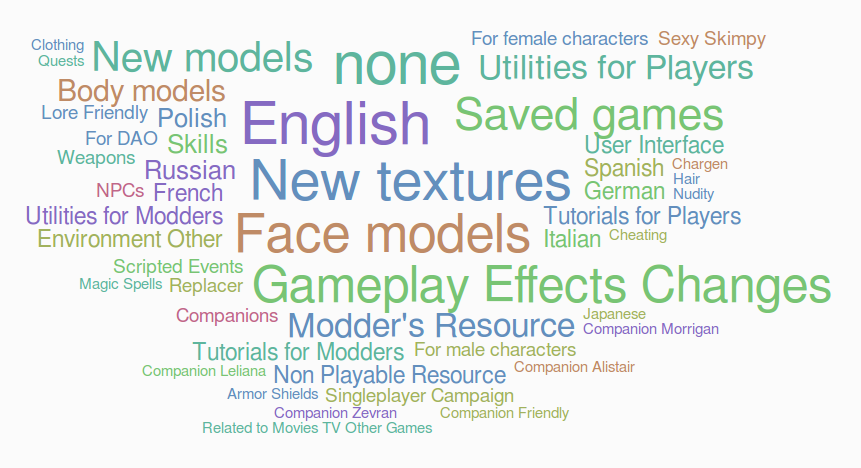 Clothing
Quests
New models
none
For female characters
Sexy Skimpy
Utilities for Players
Body models
Lore Friendly
Polish
English
Saved games
For DAO
Skills
User Interface
Weapons
Russian
New textures
Spanish
Chargen
Hair
NPCs
French
German
Nudity
Utilities for Modders
Face models
Tutorials for Players
Environment Other
Italian
Cheating
Scripted Events
Magic Spells
Replacer
Gameplay Effects Changes
Companions
Modder's Resource
Japanese
Companion Morrigan
Tutorials for Modders
For male characters
Companion Leliana
Non Playable Resource
Companion Alistair
Armor Shields
Singleplayer Campaign
Companion Zevran
Companion Friendly
Related to Movies TV Other Games